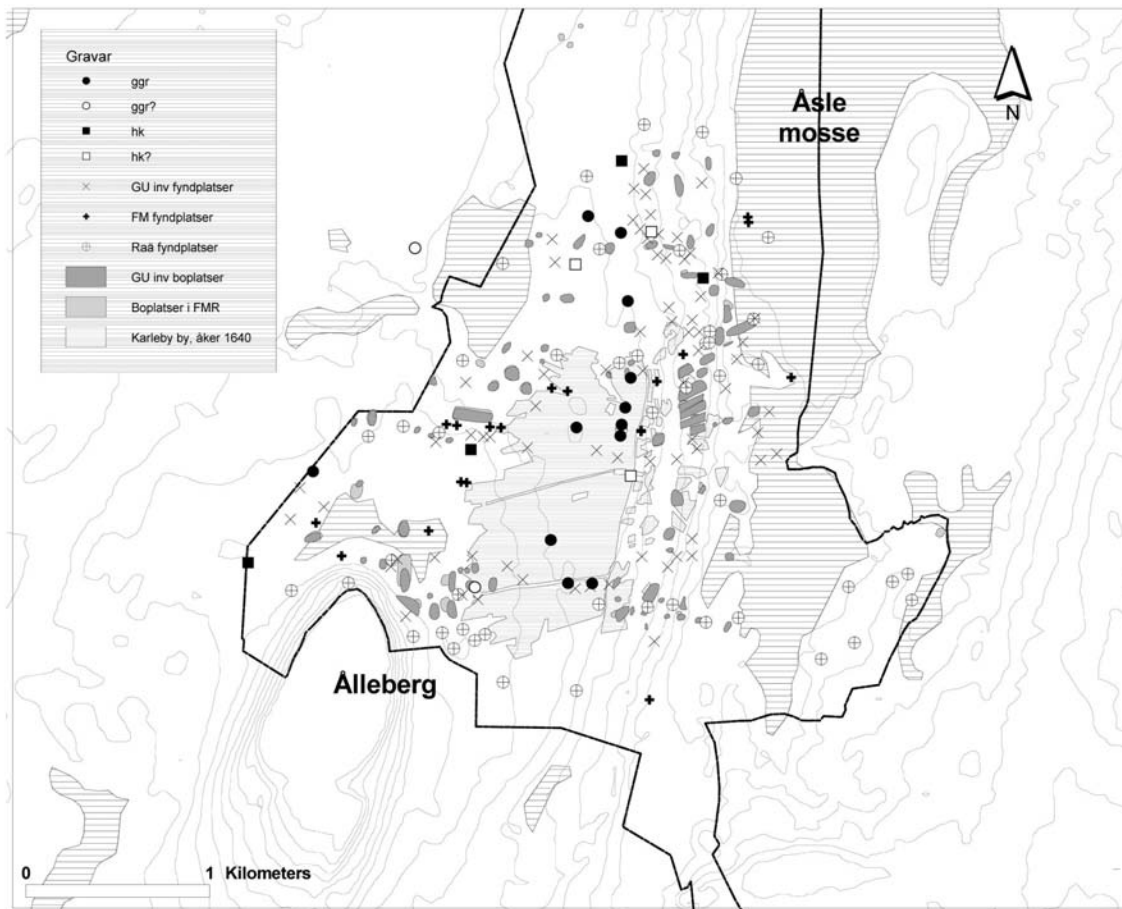 Gravar
ggr
ggr?
hk
hk?
GU inv fyndplatser
FM fyndplatser
Raä fyndplatser
GU inv boplatser
Boplatser i FMR
Karleby by, åker 1640
Åsle
mosse
N
Ålleberg
0 1 Kilometers